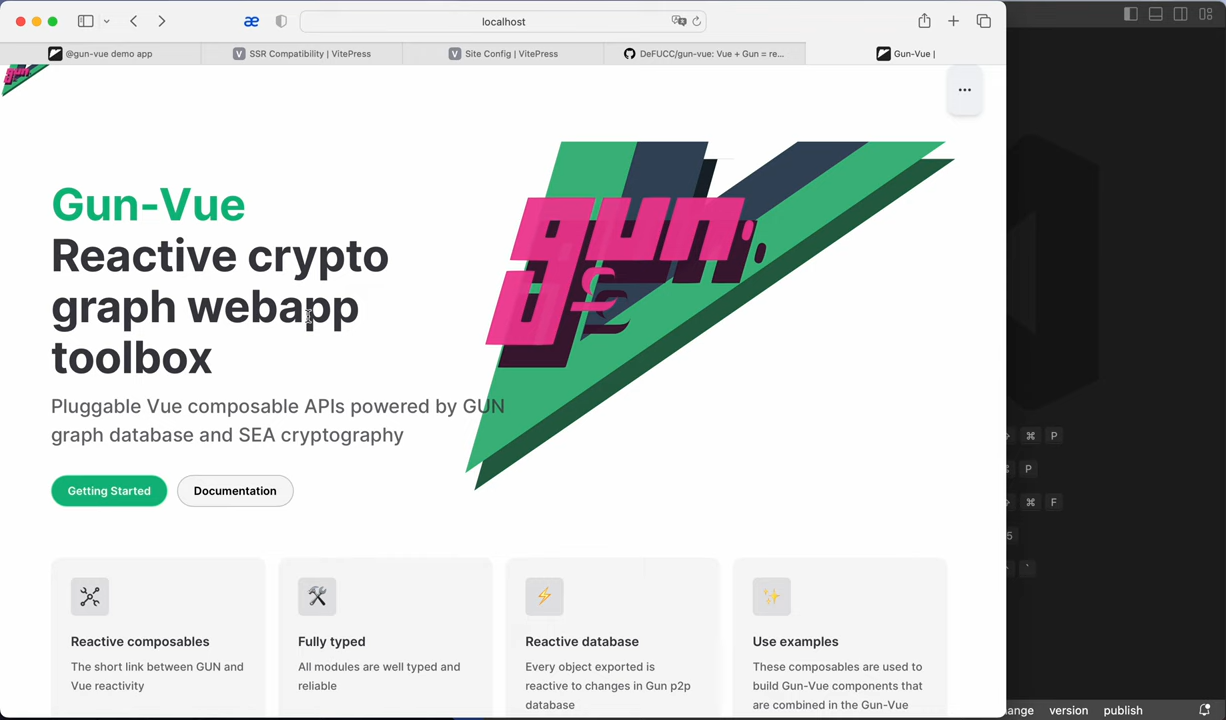 localhost
@gun-vue demo app
SSR Compatibility | VitePress
Site Config | VitePress
DeFUCC/gun-vue: Vue + Gun = re...
Gun-Vue |
gun
gun
Gun-Vue
Reactive crypto
graph webapp
toolbox
Pluggable Vue composable APIs powered by GUN
graph database and SEA cryptography
Getting Started
Documentation
⌘ P
P
⌘ F
5
`
Reactive composables
The short link between GUN and
Vue reactivity
Fully typed
All modules are well typed and
reliable
Reactive database
Every object exported is
reactive to changes in Gun p2p
database
Use examples
These composables are used to
build Gun-Vue components that
are combined in the Gun-Vue
ange version publish